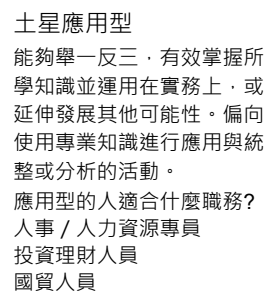 土星應用型
能夠舉一反三，有效掌握所
學知識並運用在實務上，或
延伸發展其他可能性。偏向
使用專業知識進行應用與統
整或分析的活動。
應用型的人適合什麼職務?
人事 / 人力資源專員
投資理財人員
國貿人員